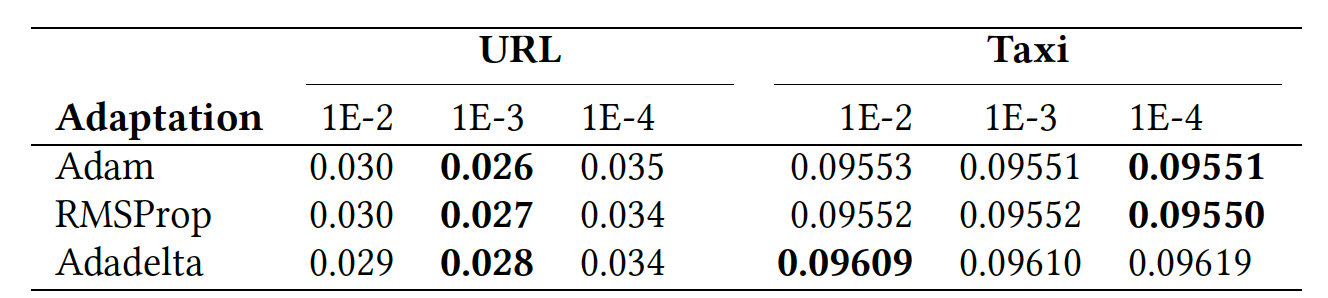 URL Taxi
Adaptation 1E-2 1E-3 1E-4 1E-2 1E-3 1E-4
Adam 0.030 0.026 0.035 0.09553 0.09551 0.09551
RMSProp 0.030 0.027 0.034 0.09552 0.09552 0.09550
Adadelta 0.029 0.028 0.034 0.09609 0.09610 0.09619